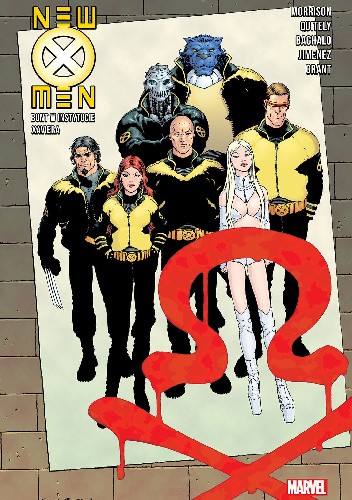 NEW
X
MEN
BUNT W INSTYTUCIE
XAVIERA
MORRISON
QUITELY
BACHALO
JIMENEZ
GRANT
Ω
MARVEL